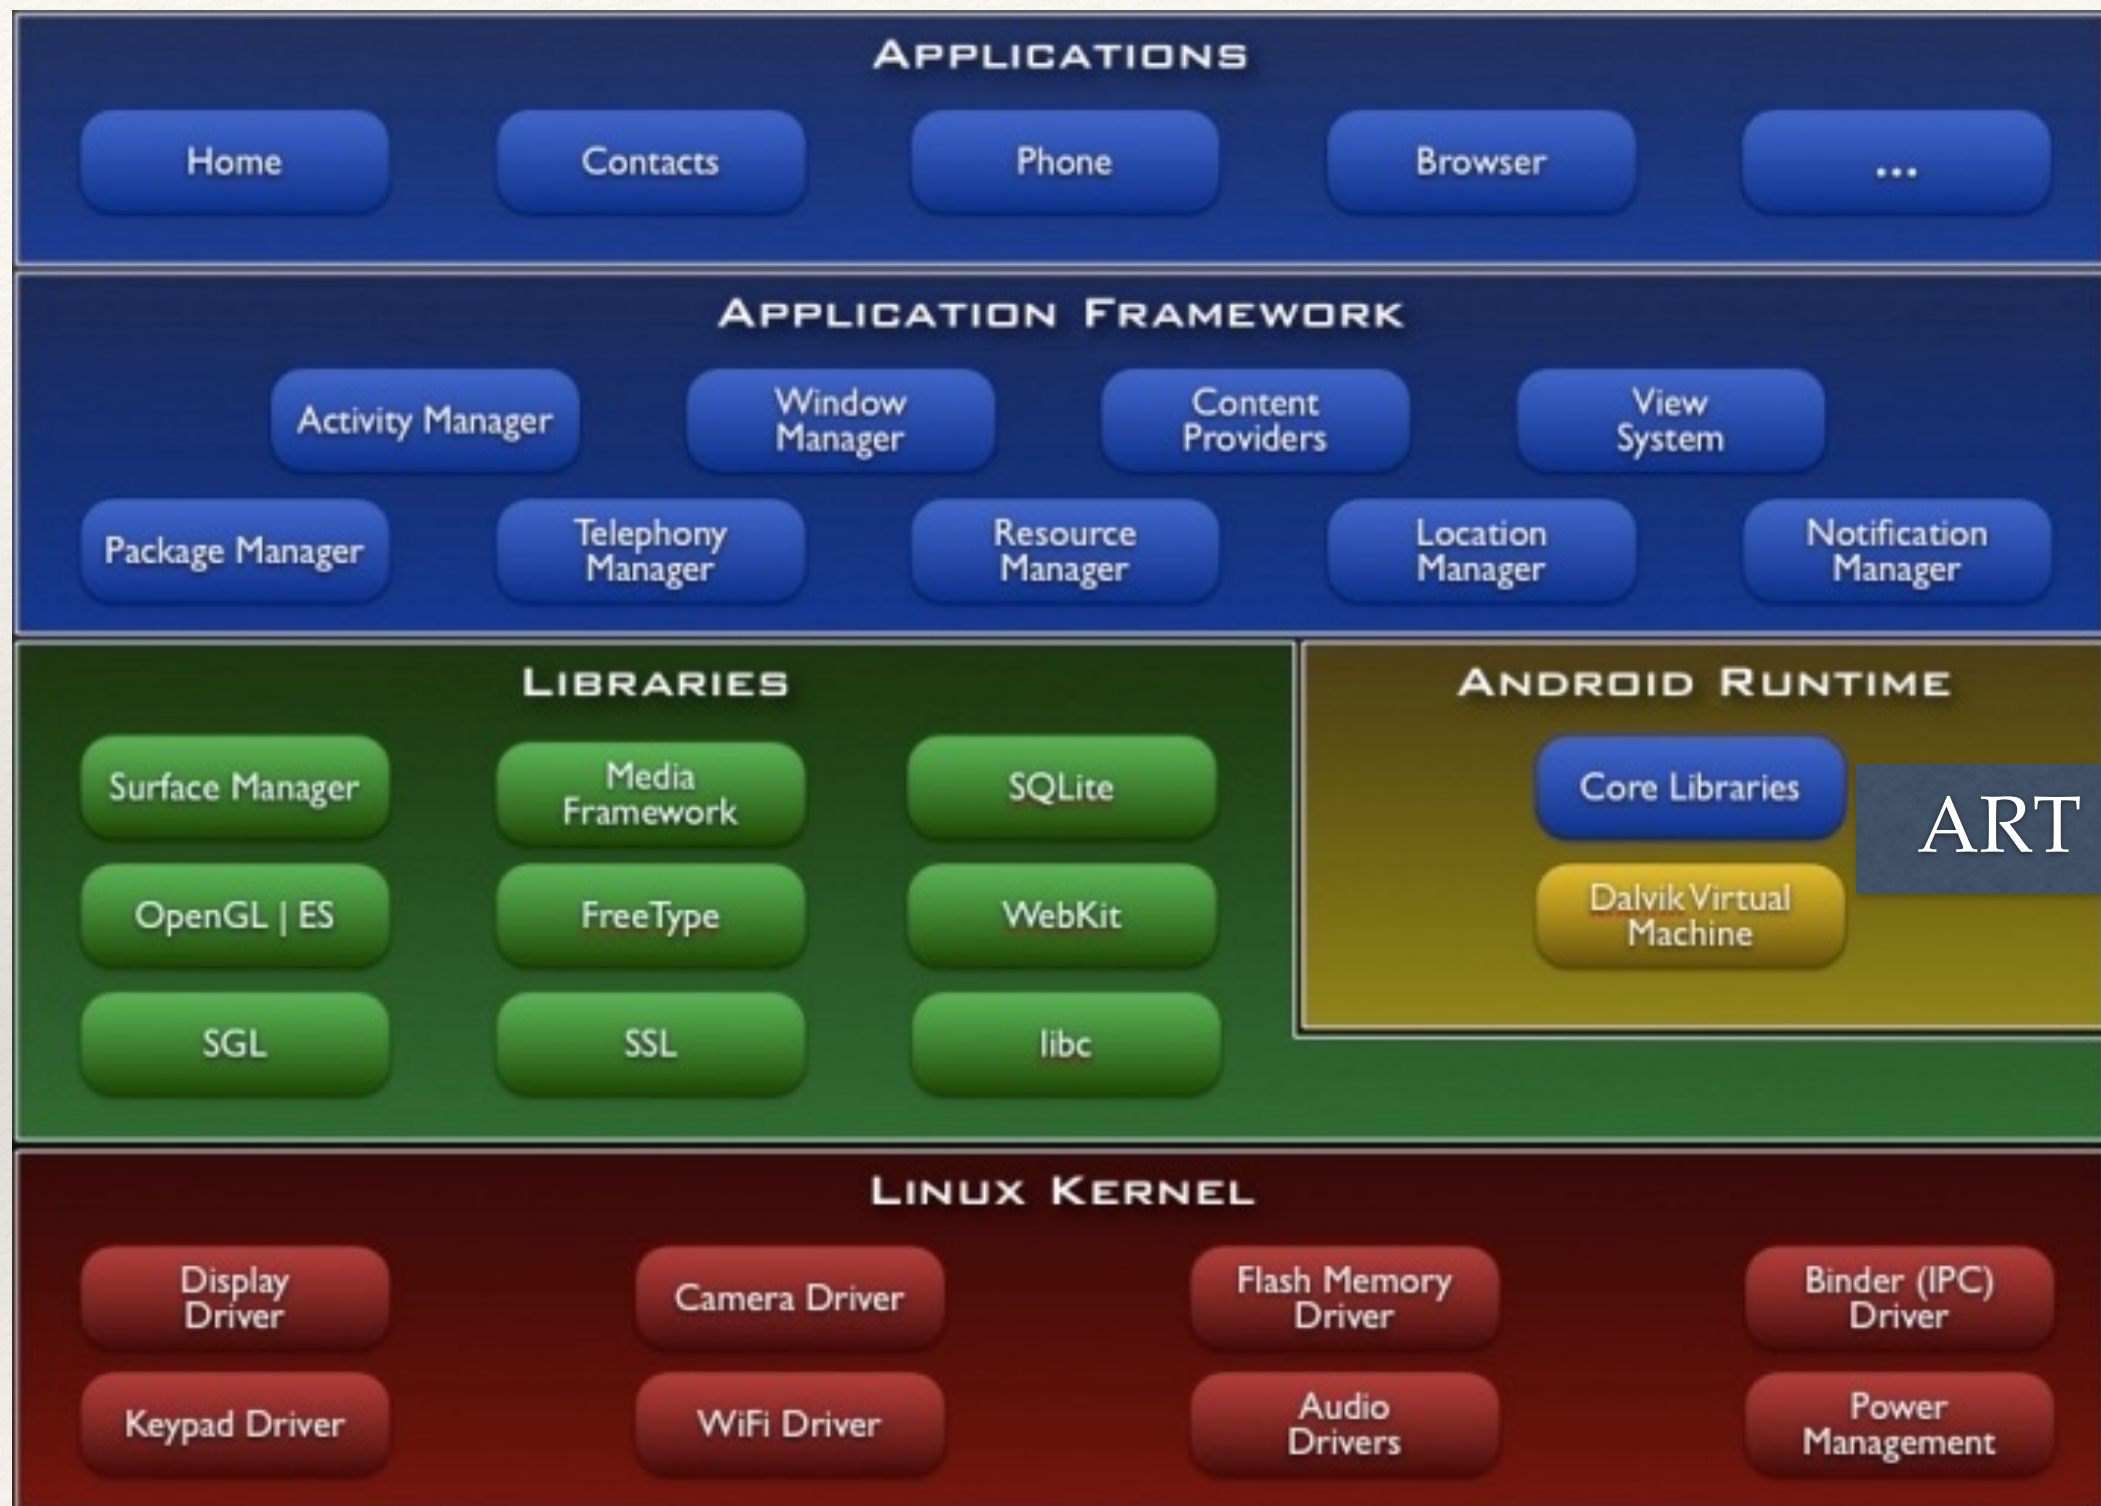 APPLICATIONS
Home
Contacts
Phone
Browser
...
APPLICATION FRAMEWORK
Activity Manager
Window
Manager
Content
Providers
View
System
Package Manager
Telephony
Manager
Resource
Manager
Location
Manager
Notification
Manager
LIBRARIES
Surface Manager
Media
Framework
SQLite
OpenGL | ES
FreeType
WebKit
SGL
SSL
libc
ANDROID RUNTIME
Core Libraries
ART
Dalvik Virtual
Machine
LINUX KERNEL
Display
Driver
Camera Driver
Flash Memory
Driver
Binder (IPC)
Driver
Keypad Driver
WiFi Driver
Audio
Drivers
Power
Management